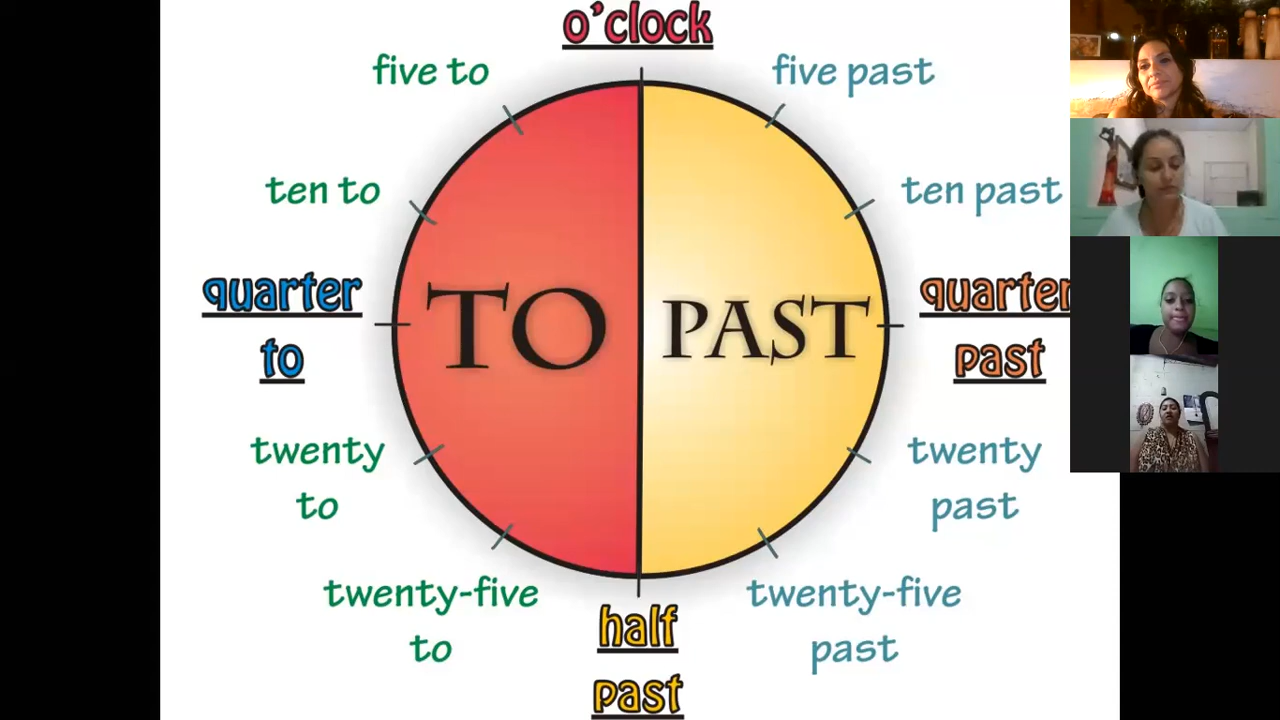 o'clock
five to
five past
ten to
ten past
quarter
to
TO
PAST
quarter
past
twenty
to
twenty
past
twenty-five
to
half
past
twenty-five
past